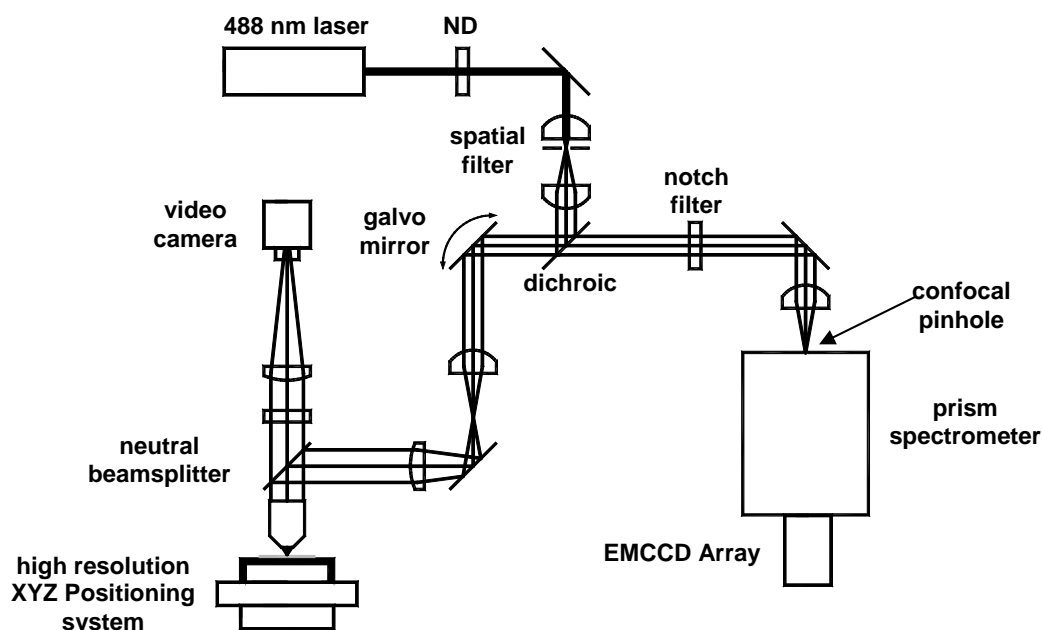 488 nm laser
ND
spatial
filter
notch
filter
video
camera
galvo
mirror
dichroic
confocal
pinhole
neutral
beamsplitter
prism
spectrometer
EMCCD Array
high resolution
XYZ Positioning
system